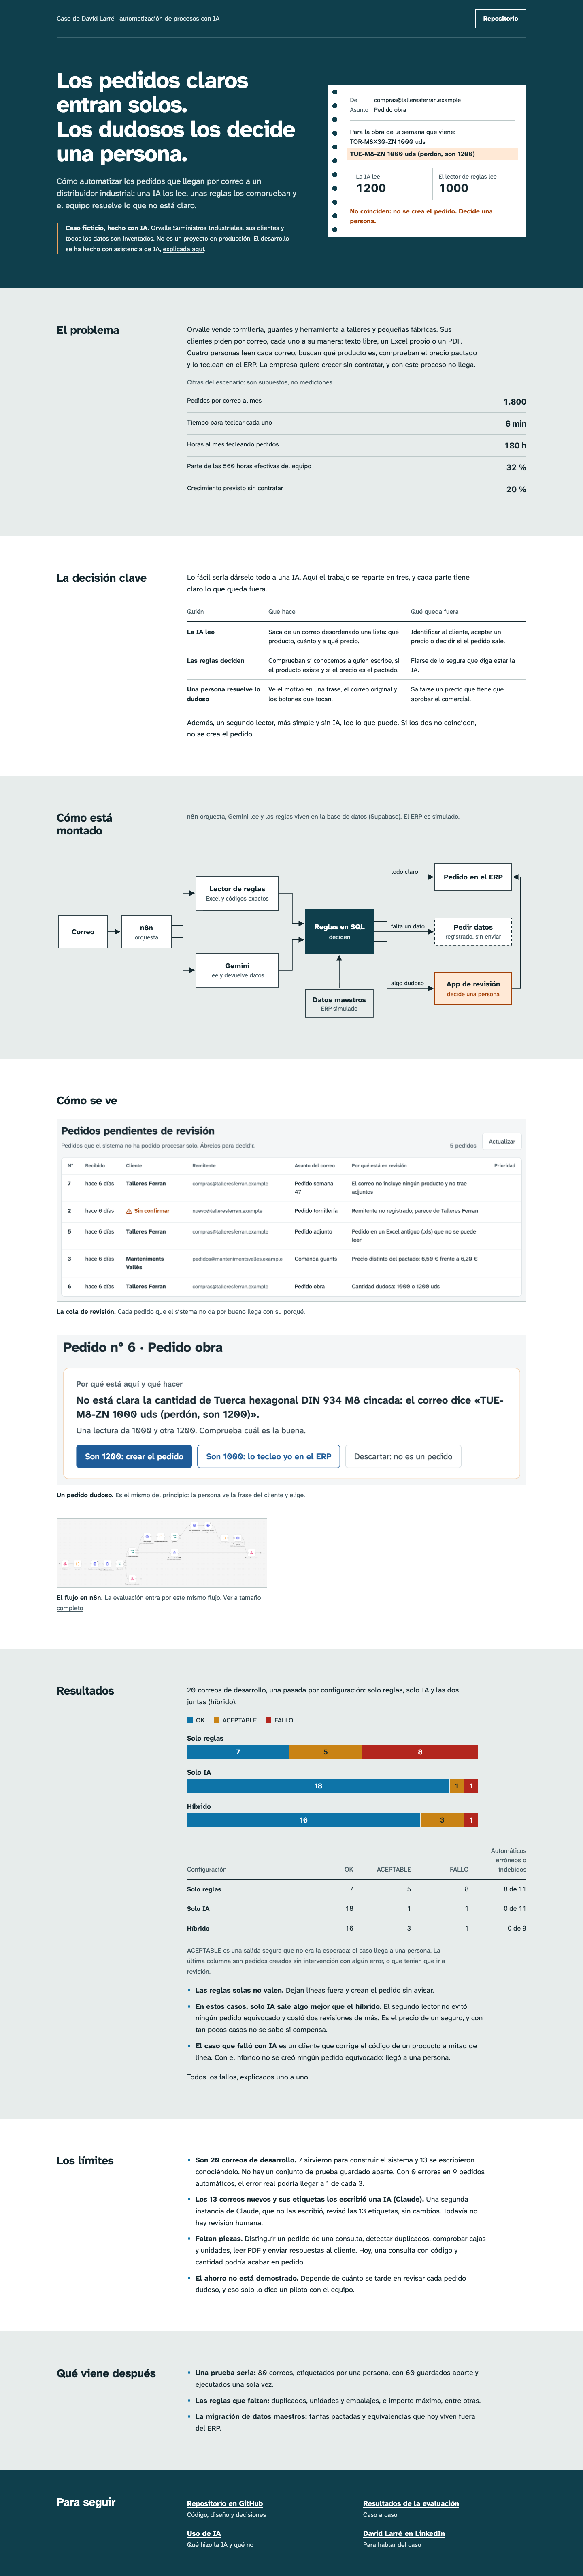 Caso de David Larré · automatización de procesos con IA
Repositorio
Los pedidos claros
entran solos.
Los dudosos los decide
una persona.
Cómo automatizar los pedidos que llegan por correo a un
distribuidor industrial: una IA los lee, unas reglas los comprueban y
el equipo resuelve lo que no está claro.
Caso ficticio, hecho con IA. Orvalle Suministros Industriales, sus clientes y
todos los datos son inventados. No es un proyecto en producción. El desarrollo
se ha hecho con asistencia de IA, explicada aquí.
De compras@talleresferran.example
Asunto Pedido obra
Para la obra de la semana que viene:
TOR-M8X30-ZN 1000 uds
TUE-M8-ZN 1000 uds (perdón, son 1200)
La IA lee
1200
El lector de reglas lee
1000
No coinciden: no se crea el pedido. Decide una
persona.
El problema
Orvalle vende tornillería, guantes y herramienta a talleres y pequeñas fábricas. Sus
clientes piden por correo, cada uno a su manera: texto libre, un Excel propio o un PDF.
Cuatro personas leen cada correo, buscan qué producto es, comprueban el precio pactado
y lo teclean en el ERP. La empresa quiere crecer sin contratar, y con este proceso no llega.
Cifras del escenario: son supuestos, no mediciones.
Pedidos por correo al mes 1.800
Tiempo para teclear cada uno 6 min
Horas al mes tecleando pedidos 180 h
Parte de las 560 horas efectivas del equipo 32 %
Crecimiento previsto sin contratar 20 %
La decisión clave
Lo fácil sería dárselo todo a una IA. Aquí el trabajo se reparte en tres, y cada parte tiene
claro lo que queda fuera.
Quién Qué hace Qué queda fuera
La IA lee
Saca de un correo desordenado una lista: qué
producto, cuánto y a qué precio.
Identificar al cliente, aceptar un
precio o decidir si el pedido sale.
Las reglas deciden
Comprueban si conocemos a quien escribe, si
el producto existe y si el precio es el pactado.
Fiarse de lo segura que diga estar la
IA.
Una persona resuelve lo
dudoso
Ve el motivo en una frase, el correo original y
los botones que tocan.
Saltarse un precio que tiene que
aprobar el comercial.
Además, un segundo lector, más simple y sin IA, lee lo que puede. Si los dos no coinciden,
no se crea el pedido.
Cómo está
montado
n8n orquesta, Gemini lee y las reglas viven en la base de datos (Supabase). El ERP es simulado.
Correo
n8n
orquesta
Lector de reglas
Excel y códigos exactos
Gemini
lee y devuelve datos
Reglas en SQL
deciden
Datos maestros
ERP simulado
todo claro
falta un dato
algo dudoso
Pedido en el ERP
Pedir datos
registrado, sin enviar
App de revisión
decide una persona
Cómo se ve
Pedidos pendientes de revisión
Pedidos que el sistema no ha podido procesar solo. Ábrelos para decidir.
5 pedidos
Actualizar
Nº Recibido Cliente Remitente Asunto del correo Por qué está en revisión Prioridad
7 hace 6 días Talleres Ferran compras@talleresferran.example Pedido semana 47 El correo no incluye ningún producto y no trae adjuntos
2 hace 6 días Sin confirmar nuevo@talleresferran.example Pedido tornillería Remitente no registrado; parece de Talleres Ferran
5 hace 6 días Talleres Ferran compras@talleresferran.example Pedido adjunto Pedido en un Excel antiguo (.xls) que no se puede leer
3 hace 6 días Manteniments Vallès pedidos@mantenimentsvalles.example Comanda guants Precio distinto del pactado: 6,50 € frente a 6,20 €
6 hace 6 días Talleres Ferran compras@talleresferran.example Pedido obra Cantidad dudosa: 1000 o 1200 uds
La cola de revisión. Cada pedido que el sistema no da por bueno llega con su porqué.
Pedido nº 6 · Pedido obra
Por qué está aquí y qué hacer
No está clara la cantidad de Tuerca hexagonal DIN 934 M8 cincada: el correo dice «TUE-
M8-ZN 1000 uds (perdón, son 1200)».
Una lectura da 1000 y otra 1200. Comprueba cuál es la buena.
Son 1200: crear el pedido
Son 1000: lo tecleo yo en el ERP
Descartar: no es un pedido
Un pedido dudoso. Es el mismo del principio: la persona ve la frase del cliente y elige.
El flujo en n8n. La evaluación entra por este mismo flujo. Ver a tamaño
completo
Resultados
20 correos de desarrollo, una pasada por configuración: solo reglas, solo IA y las dos
juntas (híbrido).
OK ACEPTABLE FALLO
Solo reglas
7 5 8
Solo IA
18 1 1
Híbrido
16 3 1
Configuración OK ACEPTABLE FALLO Automáticos erróneos o indebidos
Solo reglas 7 5 8 8 de 11
Solo IA 18 1 1 0 de 11
Híbrido 16 3 1 0 de 9
ACEPTABLE es una salida segura que no era la esperada: el caso llega a una persona. La
última columna son pedidos creados sin intervención con algún error, o que tenían que ir a
revisión.
Las reglas solas no valen. Dejan líneas fuera y crean el pedido sin avisar.
En estos casos, solo IA sale algo mejor que el híbrido. El segundo lector no evitó
ningún pedido equivocado y costó dos revisiones de más. Es el precio de un seguro, y con
tan pocos casos no se sabe si compensa.
El caso que falló con IA es un cliente que corrige el código de un producto a mitad de
línea. Con el híbrido no se creó ningún pedido equivocado: llegó a una persona.
Todos los fallos, explicados uno a uno
Los límites
Son 20 correos de desarrollo. 7 sirvieron para construir el sistema y 13 se escribieron
conociéndolo. No hay un conjunto de prueba guardado aparte. Con 0 errores en 9 pedidos
automáticos, el error real podría llegar a 1 de cada 3.
Los 13 correos nuevos y sus etiquetas los escribió una IA (Claude). Una segunda
instancia de Claude, que no las escribió, revisó las 13 etiquetas, sin cambios. Todavía no
hay revisión humana.
Faltan piezas. Distinguir un pedido de una consulta, detectar duplicados, comprobar cajas
y unidades, leer PDF y enviar respuestas al cliente. Hoy, una consulta con código y
cantidad podría acabar en pedido.
El ahorro no está demostrado. Depende de cuánto se tarde en revisar cada pedido
dudoso, y eso solo lo dice un piloto con el equipo.
Qué viene después
Una prueba seria: 80 correos, etiquetados por una persona, con 60 guardados aparte y
ejecutados una sola vez.
Las reglas que faltan: duplicados, unidades y embalajes, e importe máximo, entre otras.
La migración de datos maestros: tarifas pactadas y equivalencias que hoy viven fuera
del ERP.
Para seguir
Repositorio en GitHub
Código, diseño y decisiones
Resultados de la evaluación
Caso a caso
Uso de IA
Qué hizo la IA y qué no
David Larré en LinkedIn
Para hablar del caso